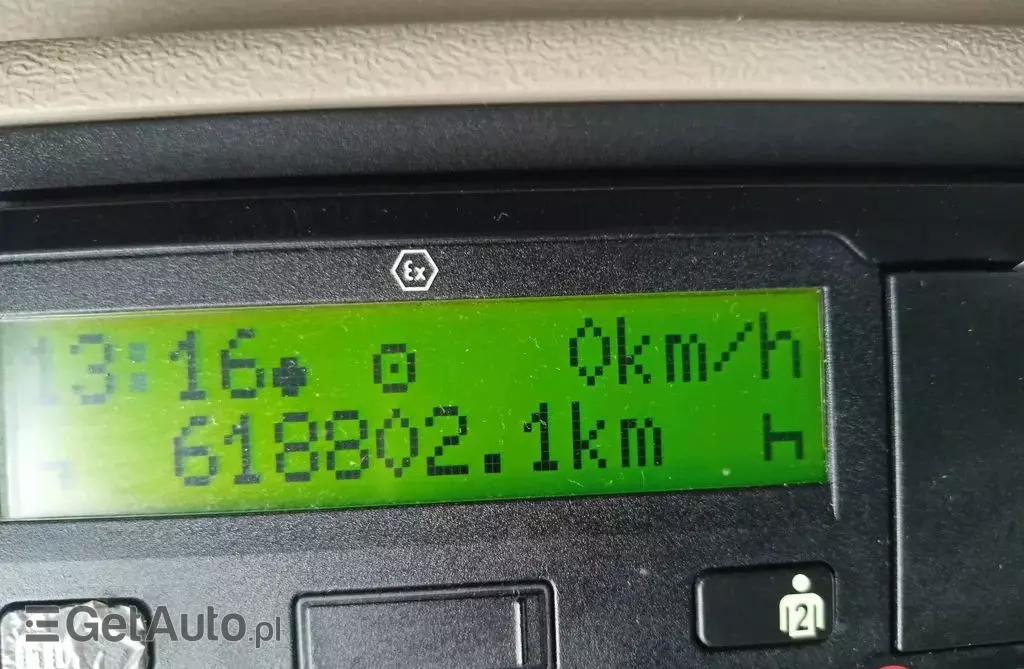 Ex
13:16 0km/h
618802.1km
2
GetAuto.pl